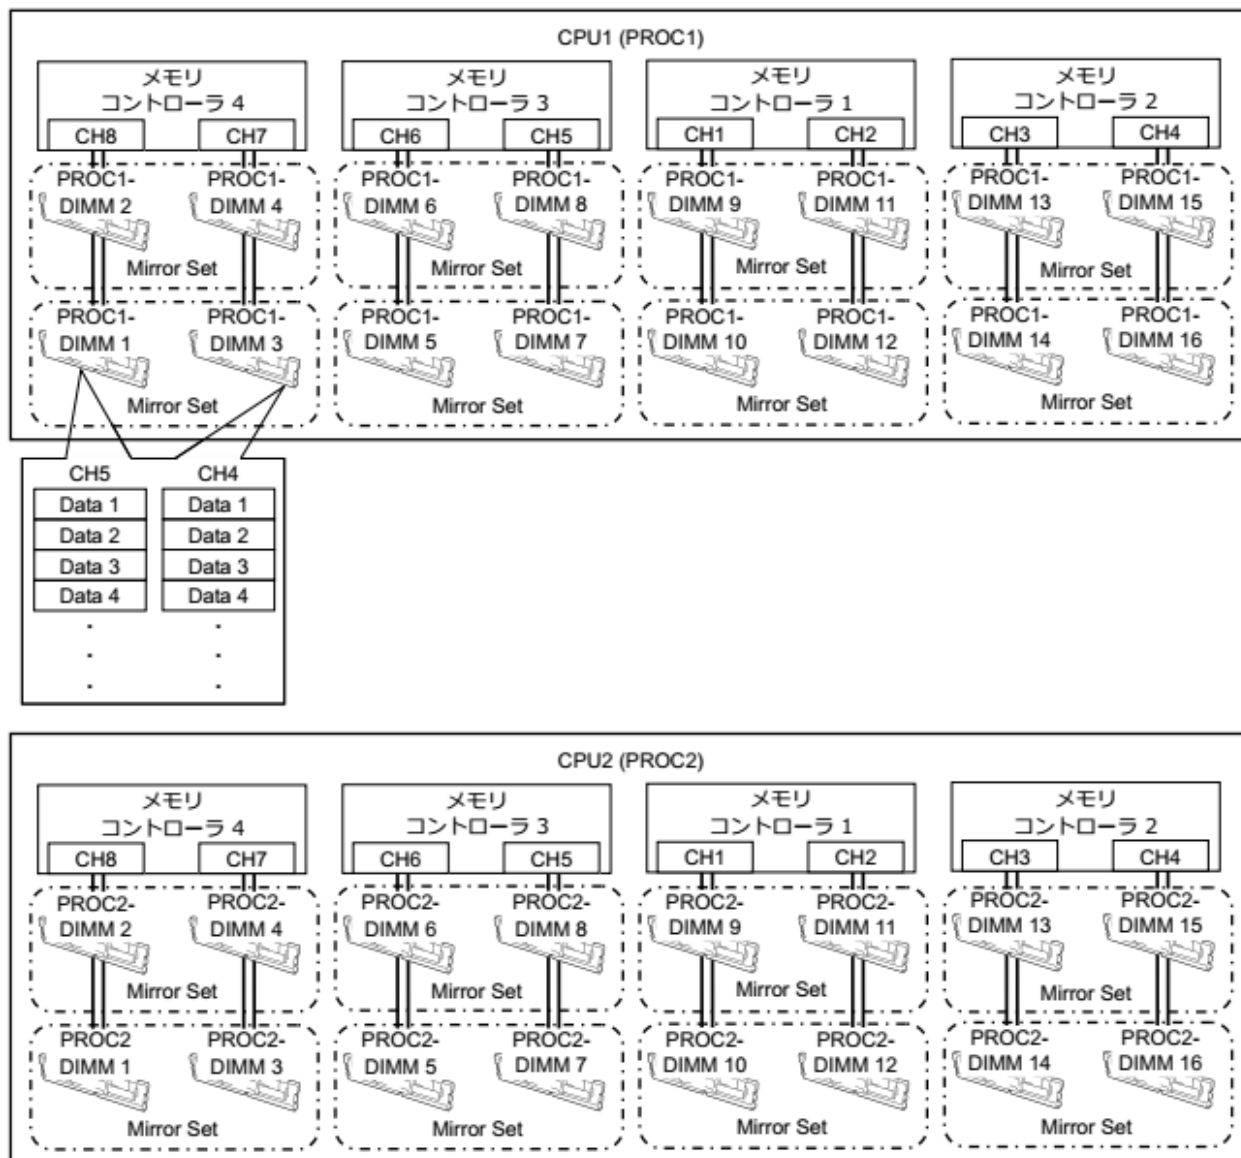 CPU1 (PROC1)
メモリ
コントローラ 4
CH8
CH7
メモリ
コントローラ 3
CH6
CH5
メモリ
コントローラ 1
CH1
CH2
メモリ
コントローラ 2
CH3
CH4
PROC1-
DIMM 2
PROC1-
DIMM 4
Mirror Set
PROC1-
DIMM 6
PROC1-
DIMM 8
Mirror Set
PROC1-
DIMM 9
PROC1-
DIMM 11
Mirror Set
PROC1-
DIMM 13
PROC1-
DIMM 15
Mirror Set
PROC1-
DIMM 1
PROC1-
DIMM 3
Mirror Set
PROC1-
DIMM 5
PROC1-
DIMM 7
Mirror Set
PROC1-
DIMM 10
PROC1-
DIMM 12
Mirror Set
PROC1-
DIMM 14
PROC1-
DIMM 16
Mirror Set
CH5
Data 1
Data 2
Data 3
Data 4
CH4
Data 1
Data 2
Data 3
Data 4
CPU2 (PROC2)
メモリ
コントローラ 4
CH8
CH7
メモリ
コントローラ 3
CH6
CH5
メモリ
コントローラ 1
CH1
CH2
メモリ
コントローラ 2
CH3
CH4
PROC2-
DIMM 2
PROC2-
DIMM 4
Mirror Set
PROC2-
DIMM 6
PROC2-
DIMM 8
Mirror Set
PROC2-
DIMM 9
PROC2-
DIMM 11
Mirror Set
PROC2-
DIMM 13
PROC2-
DIMM 15
Mirror Set
PROC2
DIMM 1
PROC2-
DIMM 3
Mirror Set
PROC2-
DIMM 5
PROC2-
DIMM 7
Mirror Set
PROC2-
DIMM 10
PROC2-
DIMM 12
Mirror Set
PROC2-
DIMM 14
PROC2-
DIMM 16
Mirror Set